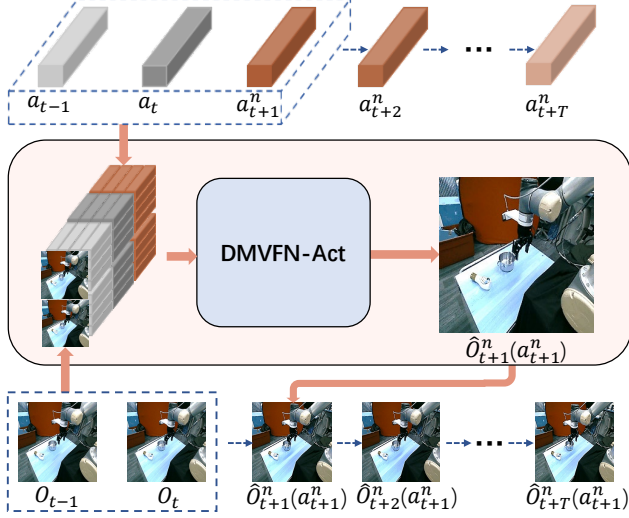 a_{t-1} a_t a^n_{t+1} a^n_{t+2} ... a^n_{t+T}
DMVFN-Act
Ô^n_{t+1}(a^n_{t+1})
O_{t-1} O_t Ô^n_{t+1}(a^n_{t+1}) Ô^n_{t+2}(a^n_{t+1}) ... Ô^n_{t+T}(a^n_{t+1})